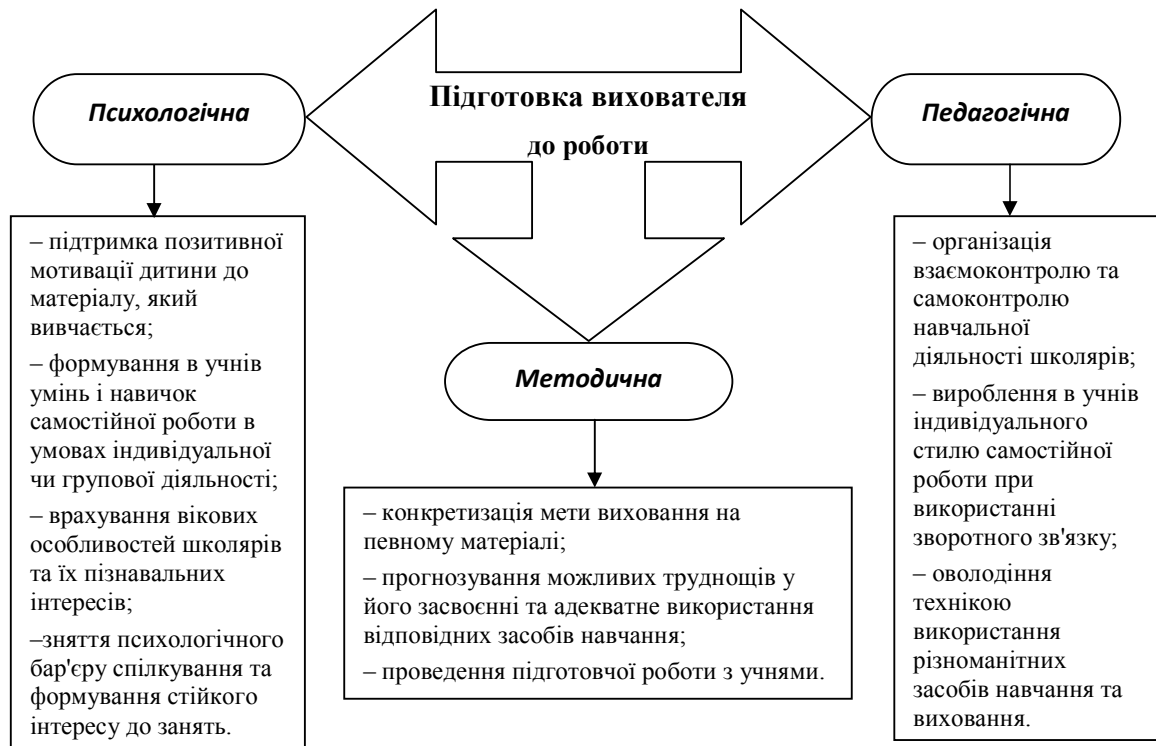 Підготовка вихователя
до роботи
Психологічна
– підтримка позитивної
мотивації дитини до
матеріалу, який
вивчається;
– формування в учнів
умінь і навичок
самостійної роботи в
умовах індивідуальної
чи групової діяльності;
– врахування вікових
особливостей школярів
та їх пізнавальних
інтересів;
–зняття психологічного
бар'єру спілкування та
формування стійкого
інтересу до занять.
Методична
– конкретизація мети виховання на
певному матеріалі;
– прогнозування можливих труднощів у
його засвоєнні та адекватне використання
відповідних засобів навчання;
– проведення підготовчої роботи з учнями.
Педагогічна
– організація
взаємоконтролю та
самоконтролю
навчальної
діяльності школярів;
– вироблення в учнів
індивідуального
стилю самостійної
роботи при
використанні
зворотного зв'язку;
– оволодіння
технікою
використання
різноманітних
засобів навчання та
виховання.